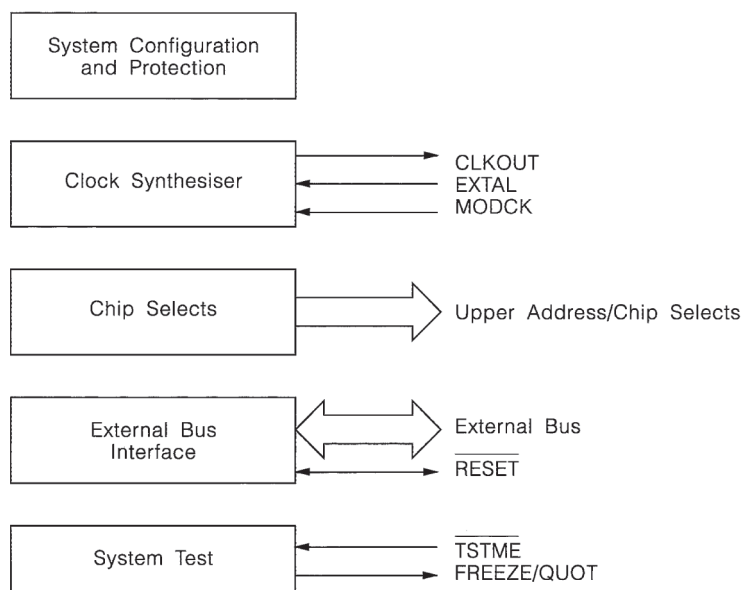 System Configuration
and Protection
Clock Synthesiser
CLKOUT
EXTAL
MODCK
Chip Selects
Upper Address/Chip Selects
External Bus
Interface
External Bus
RESET
System Test
TSTME
FREEZE/QUOT